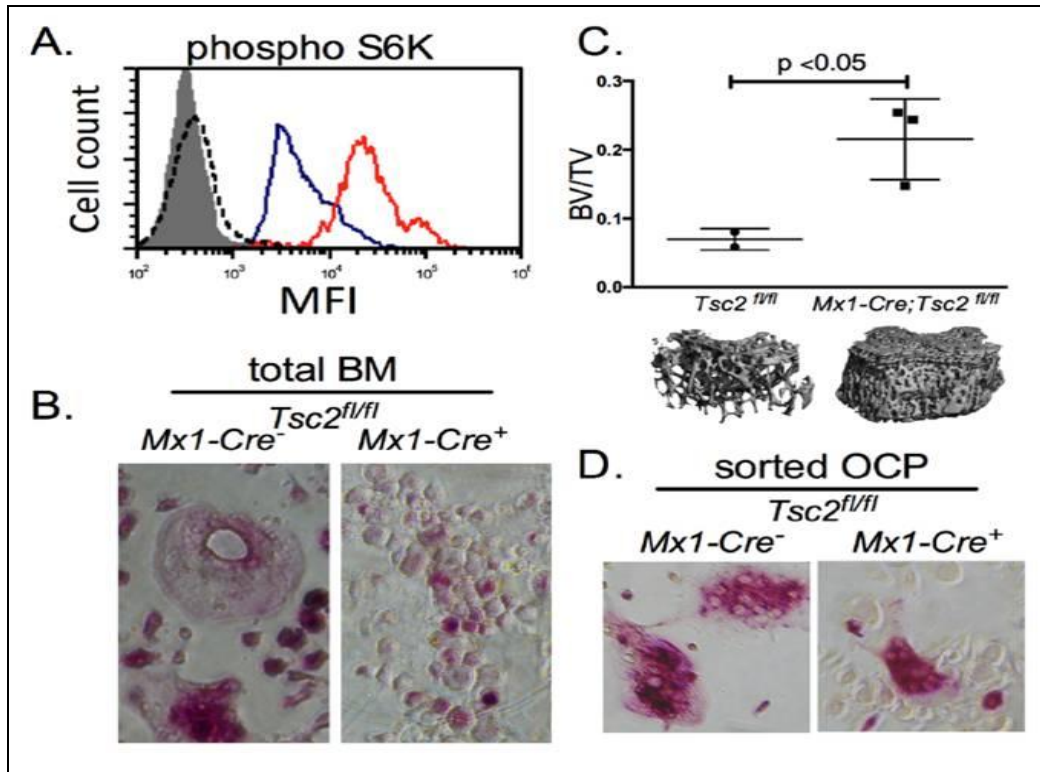 A.
phospho S6K
Cell count
10² 10³ 10⁴ 10⁵
MFI
B.
total BM
Tsc2fl/fl
Mx1-Cre⁻ Mx1-Cre⁺
C.
p <0.05
BV/TV
0.3
0.2
0.1
0.0
Tsc2 fl/fl Mx1-Cre;Tsc2 fl/fl
D.
sorted OCP
Tsc2fl/fl
Mx1-Cre⁻ Mx1-Cre⁺